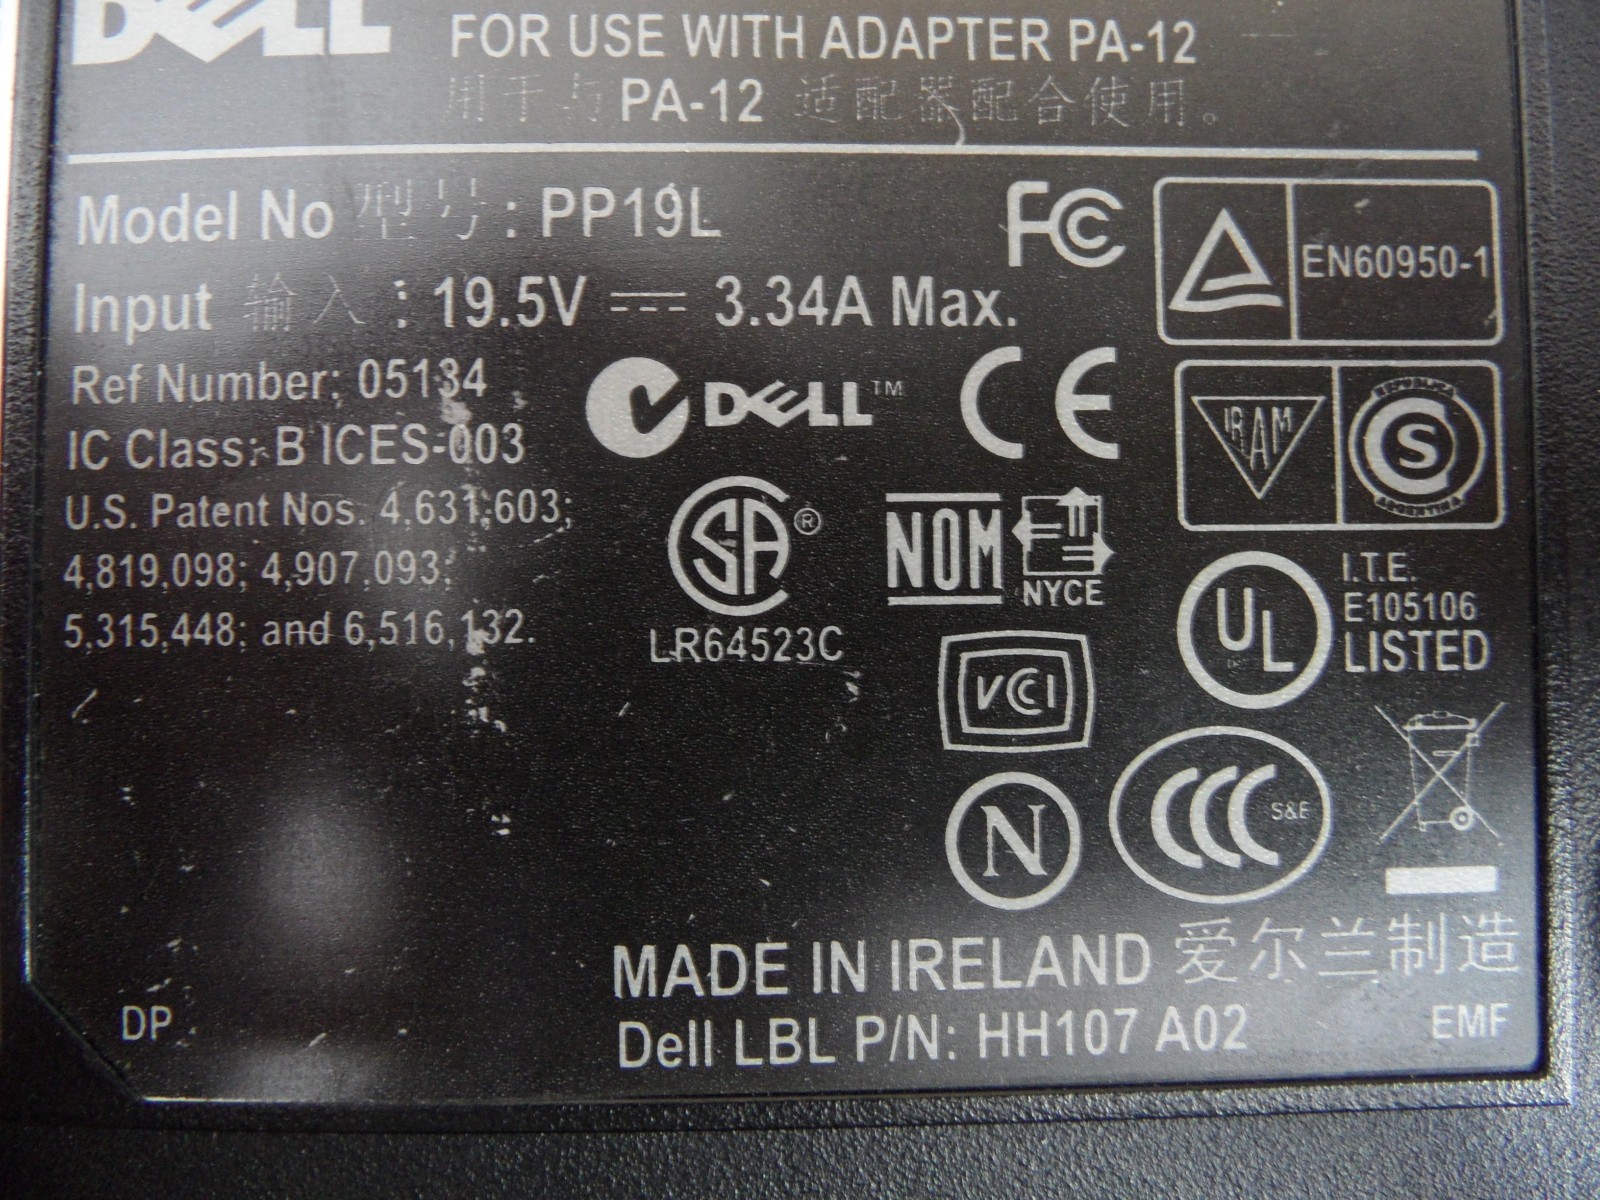 DELL FOR USE WITH ADAPTER PA-12
用于与 PA-12 适配器配合使用。
Model No 型号: PP19L
FC
EN60950-1
Input 输入: 19.5V 3.34A Max.
Ref Number: 05134
DELL™ CE
IC Class: B ICES-003
IRAM
REPUBLICA
S
ARGENTINA
U.S. Patent Nos. 4,631,603;
4,819,098; 4,907,093;
5,315,448; and 6,516,132.
SA®
LR64523C
NOM
NYCE
UL
I.T.E.
E105106
LISTED
VCCI
N
CCC S&E
MADE IN IRELAND 爱尔兰制造
DP
Dell LBL P/N: HH107 A02
EMF